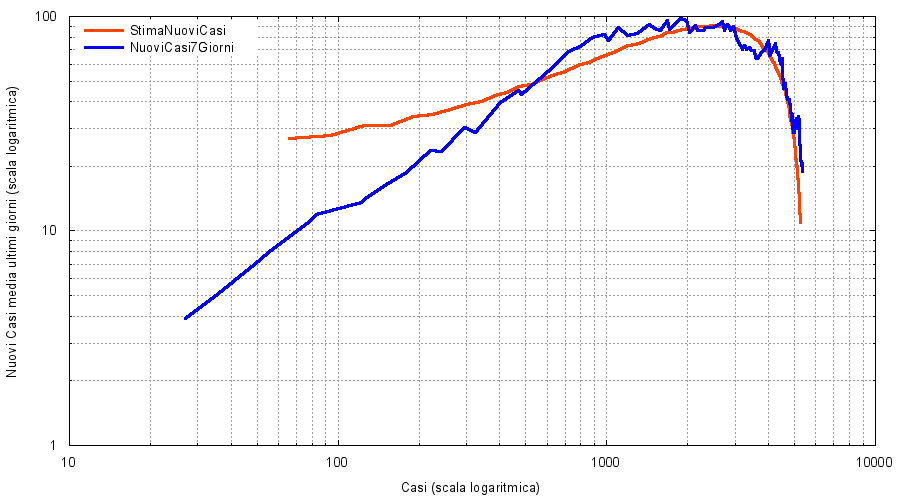 100
StimaNuoviCasi
NuoviCasi7Giorni
10
1
Nuovi Casi media ultimi giorni (scala logaritmica)
10
100
1000
10000
Casi (scala logaritmica)